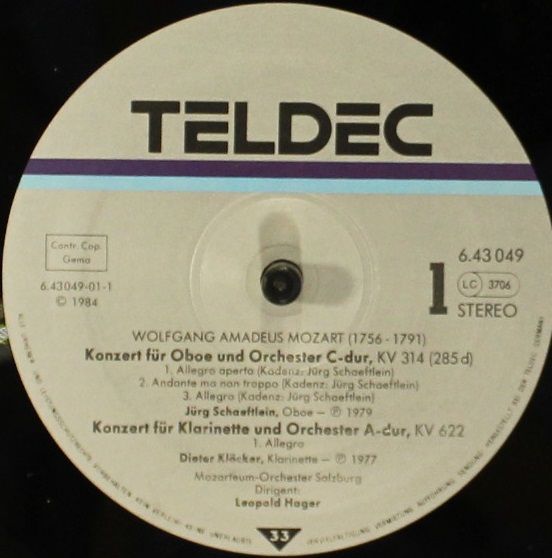 TELDEC
Contr. Cop.
Gema
6.43049-01-1
© 1984
6.43 049
1
LC 3706
STEREO
WOLFGANG AMADEUS MOZART (1756 - 1791)
Konzert für Oboe und Orchester C-dur, KV 314 (285 d)
1. Allegro aperto (Kadenz: Jürg Schaeftlein)
2. Andante ma non troppo (Kadenz: Jürg Schaeftlein)
3. Allegro (Kadenz: Jürg Schaeftlein)
Jürg Schaeftlein, Oboe – ℗ 1979
Konzert für Klarinette und Orchester A-dur, KV 622
1. Allegro
Dieter Klöcker, Klarinette – ℗ 1977
Mozarteum-Orchester Salzburg
Dirigent:
Leopold Hager
33